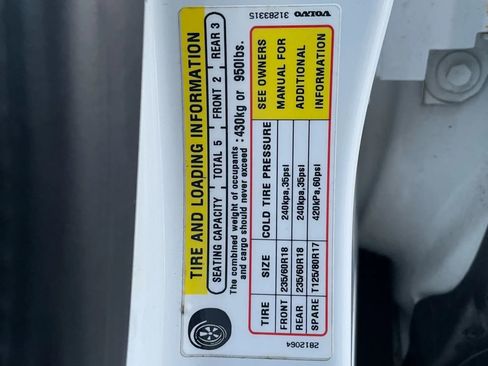 TIRE AND LOADING INFORMATION
SEATING CAPACITY TOTAL 5 FRONT 2 REAR 3
The combined weight of occupants
and cargo should never exceed : 430kg or 950lbs.
TIRE SIZE COLD TIRE PRESSURE
FRONT 235/60R18 240kpa,35psi
REAR 235/60R18 240kpa,35psi
SPARE T125/80R17 420kPa,60psi
SEE OWNERS
MANUAL FOR
ADDITIONAL
INFORMATION
2812064
31283315 VOLVO